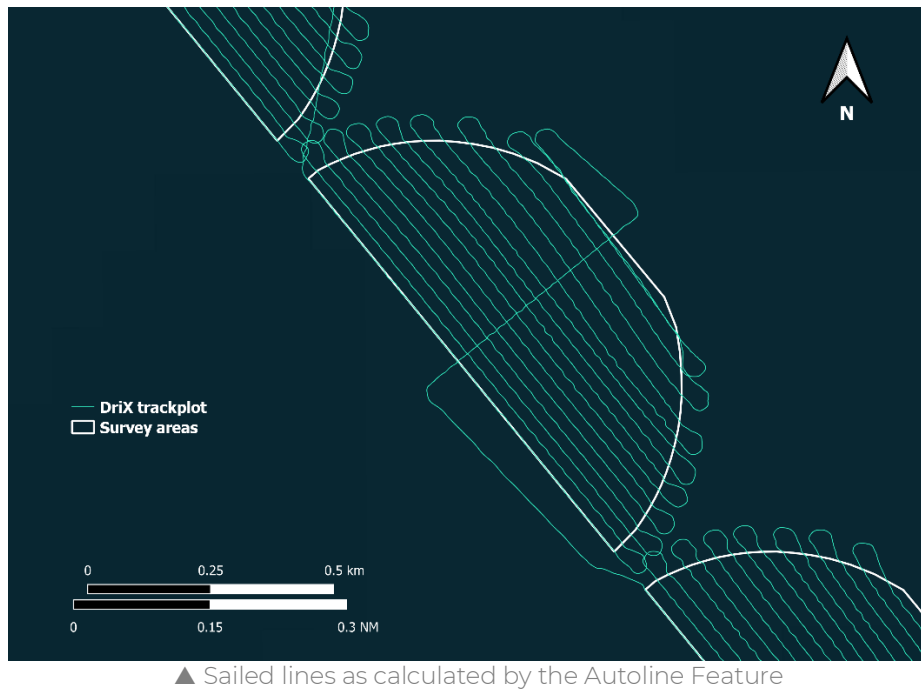 N
DriX trackplot
Survey areas
0 0.25 0.5 km
0 0.15 0.3 NM
▲ Sailed lines as calculated by the Autoline Feature